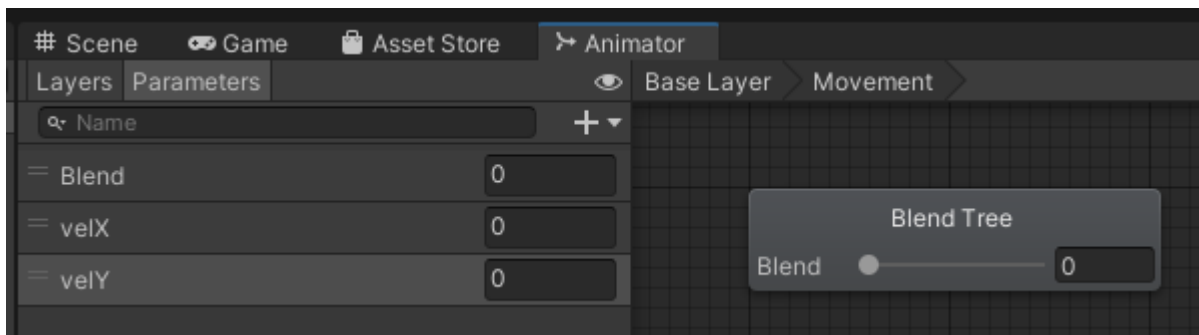 Scene Game Asset Store Animator
Layers Parameters Base Layer Movement
Name
Blend 0
velX 0
velY 0
Blend Tree
Blend 0